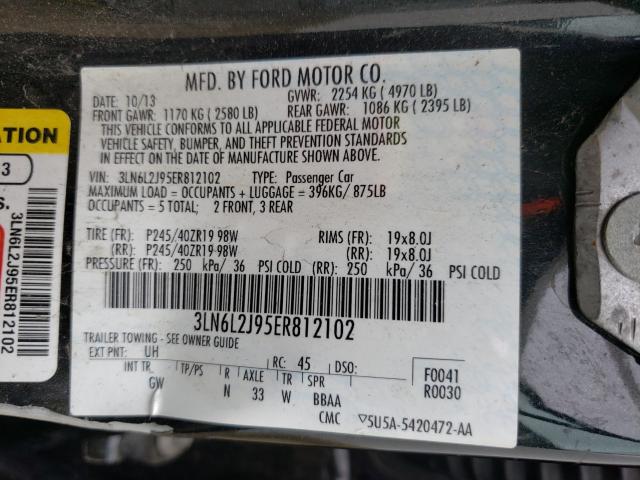 MFD. BY FORD MOTOR CO.
DATE: 10/13 GVWR: 2254 KG ( 4970 LB)
FRONT GAWR: 1170 KG ( 2580 LB) REAR GAWR: 1086 KG ( 2395 LB)
THIS VEHICLE CONFORMS TO ALL APPLICABLE FEDERAL MOTOR
VEHICLE SAFETY, BUMPER, AND THEFT PREVENTION STANDARDS
IN EFFECT ON THE DATE OF MANUFACTURE SHOWN ABOVE.
VIN: 3LN6L2J95ER812102 TYPE: Passenger Car
MAXIMUM LOAD = OCCUPANTS + LUGGAGE = 396KG/ 875LB
OCCUPANTS = 5 TOTAL; 2 FRONT, 3 REAR
TIRE (FR): P245/40ZR19 98W RIMS (FR): 19x8.0J
(RR): P245/40ZR19 98W (RR): 19x8.0J
PRESSURE (FR): 250 kPa/ 36 PSI COLD (RR): 250 kPa/ 36 PSI COLD
3LN6L2J95ER812102
TRAILER TOWING - SEE OWNER GUIDE
EXT PNT: UH RC: 45 DSO:
INT TR TP/PS R AXLE TR SPR F0041
GW N 33 W BBAA R0030
CMC ▽5U5A-5420472-AA
ATION
3
S.
3LN6L2J95ER812102